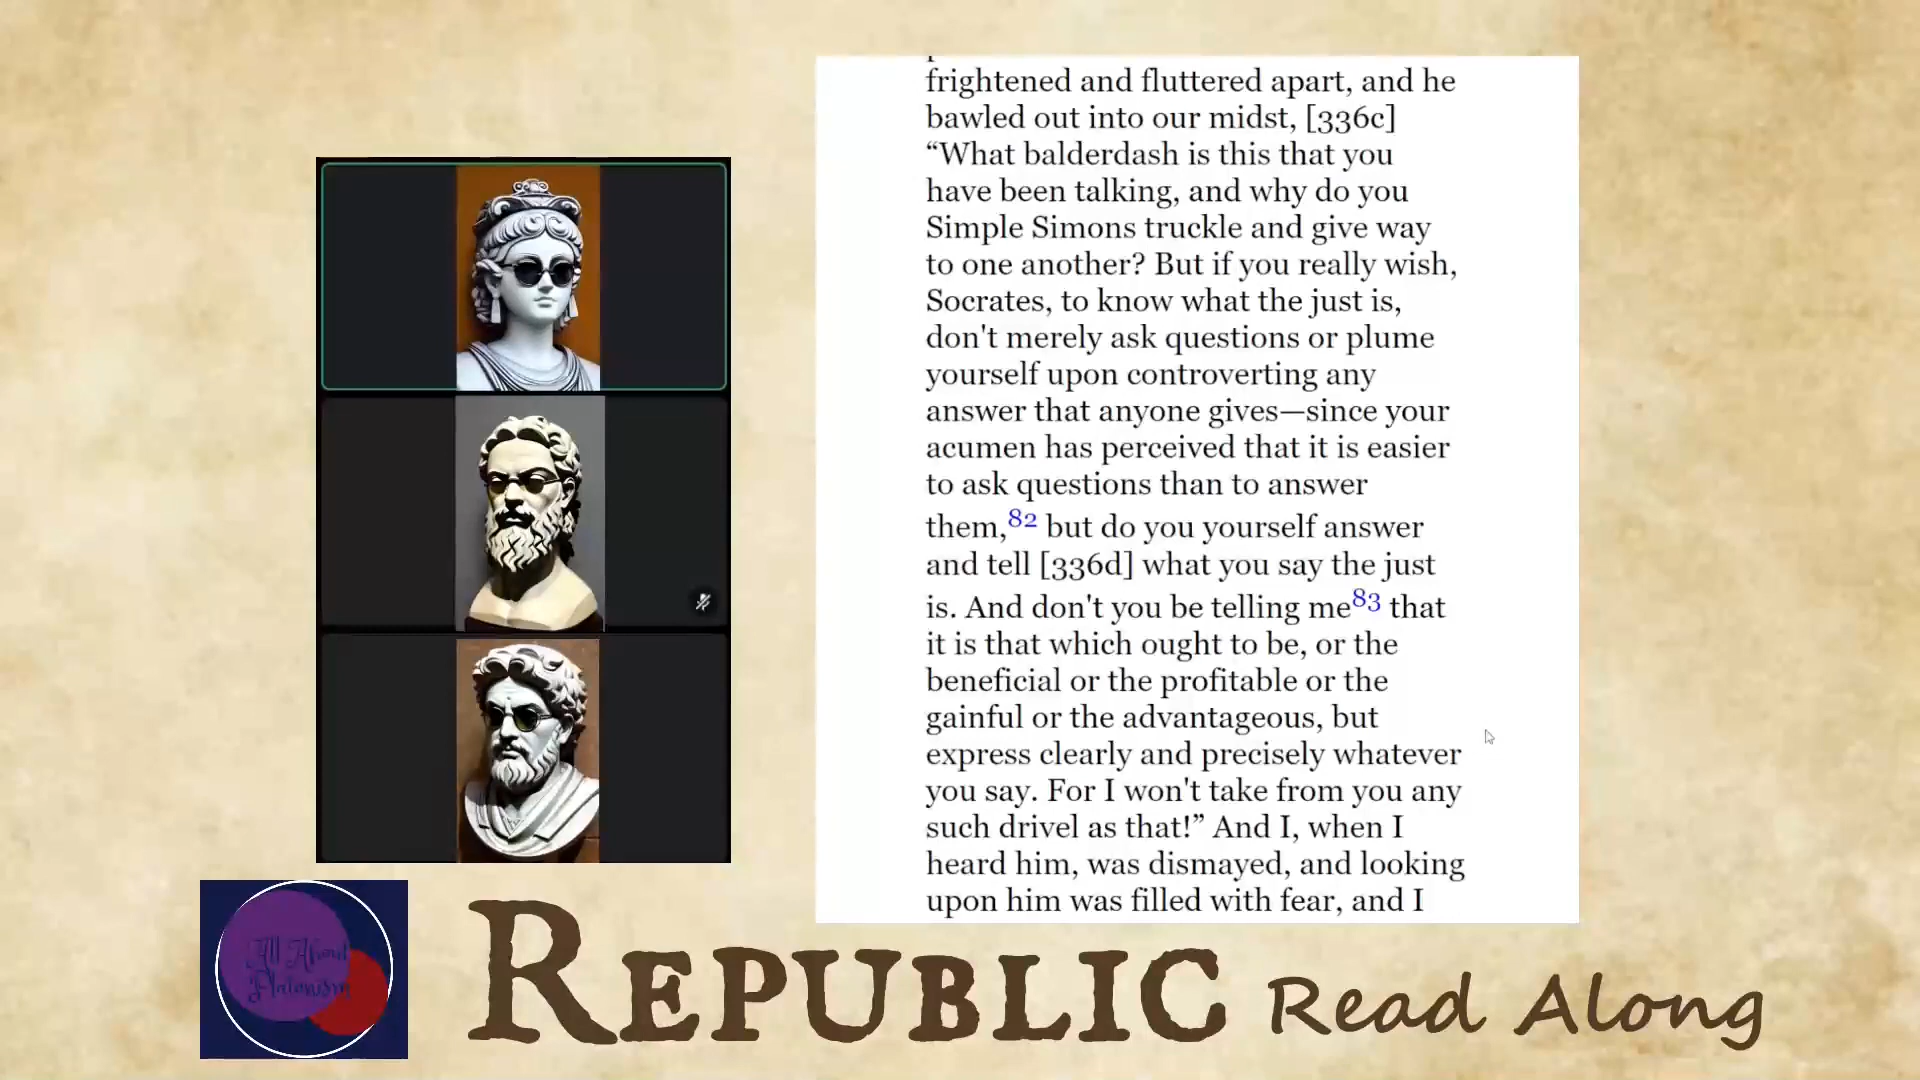 frightened and fluttered apart, and he
bawled out into our midst, [336c]
“What balderdash is this that you
have been talking, and why do you
Simple Simons truckle and give way
to one another? But if you really wish,
Socrates, to know what the just is,
don't merely ask questions or plume
yourself upon controverting any
answer that anyone gives—since your
acumen has perceived that it is easier
to ask questions than to answer
them,82 but do you yourself answer
and tell [336d] what you say the just
is. And don't you be telling me83 that
it is that which ought to be, or the
beneficial or the profitable or the
gainful or the advantageous, but
express clearly and precisely whatever
you say. For I won't take from you any
such drivel as that!” And I, when I
heard him, was dismayed, and looking
upon him was filled with fear, and I
All About
Platonism
REPUBLIC Read Along